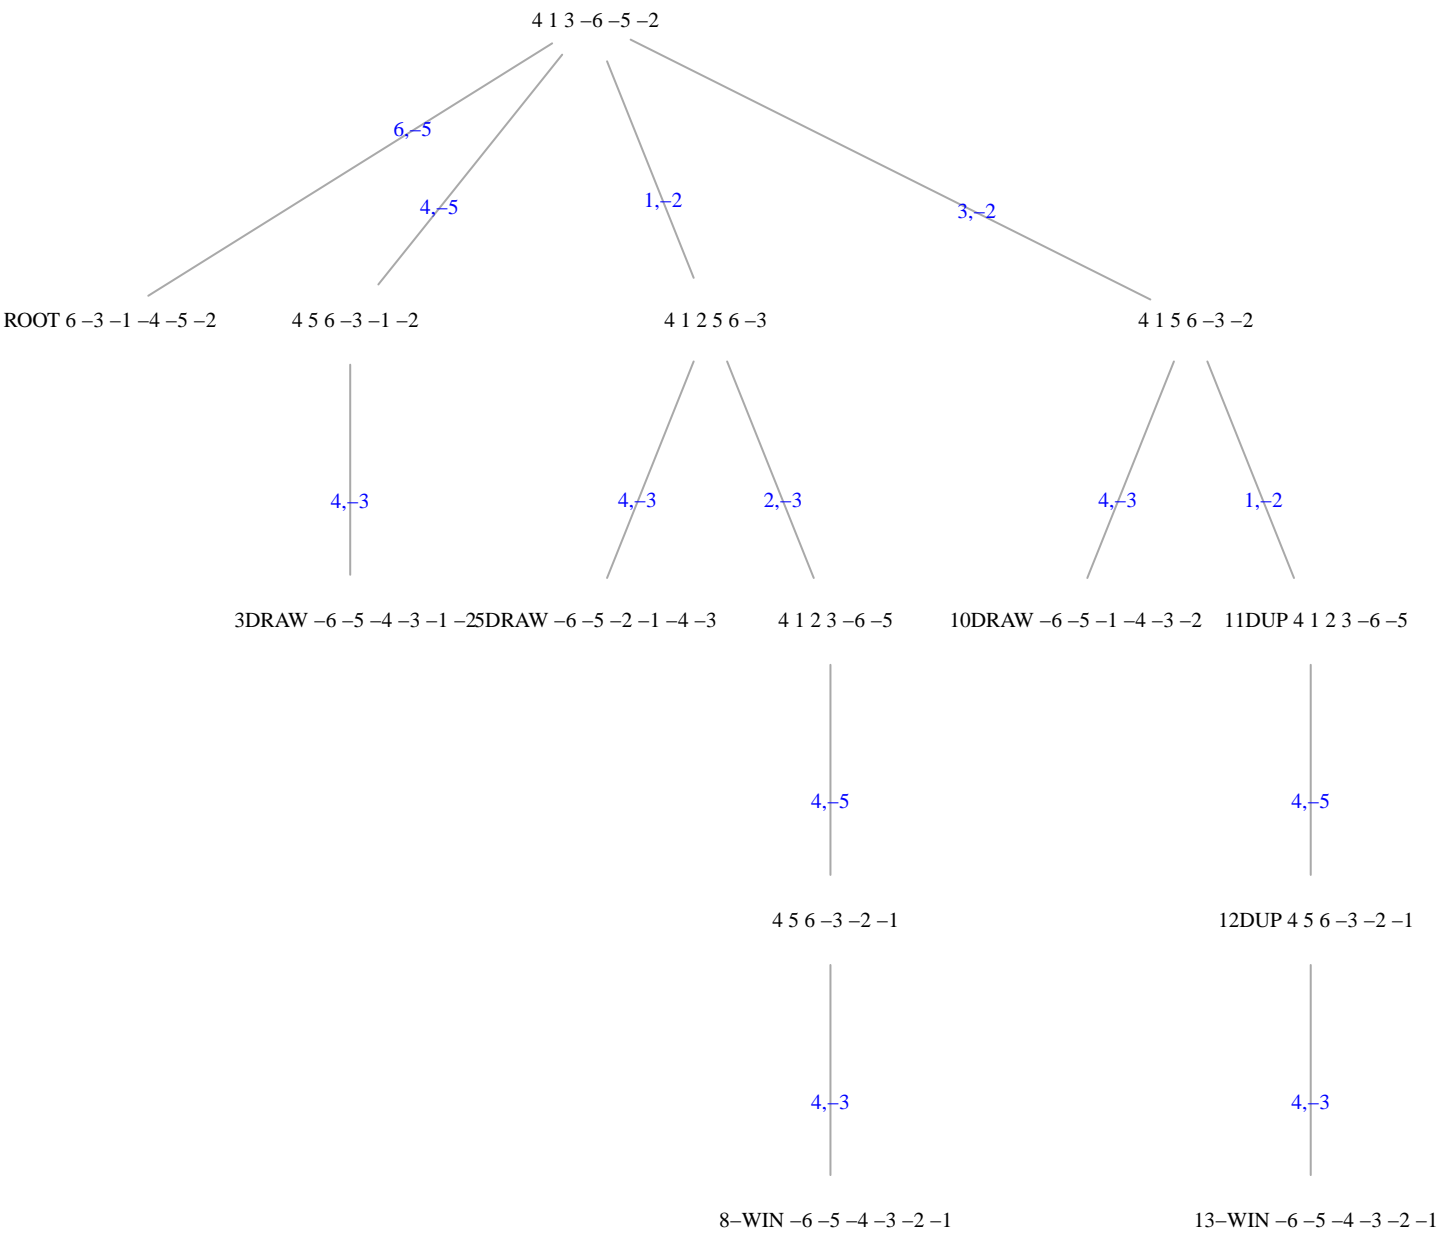 4 1 3 –6 –5 –2
6,–5
4,–5
1,–2
3,–2
ROOT 6 –3 –1 –4 –5 –2
4 5 6 –3 –1 –2
4 1 2 5 6 –3
4 1 5 6 –3 –2
4,–3
4,–3
2,–3
4,–3
1,–2
3DRAW –6 –5 –4 –3 –1 –2
5DRAW –6 –5 –2 –1 –4 –3
4 1 2 3 –6 –5
10DRAW –6 –5 –1 –4 –3 –2
11DUP 4 1 2 3 –6 –5
4,–5
4,–5
4 5 6 –3 –2 –1
12DUP 4 5 6 –3 –2 –1
4,–3
4,–3
8–WIN –6 –5 –4 –3 –2 –1
13–WIN –6 –5 –4 –3 –2 –1